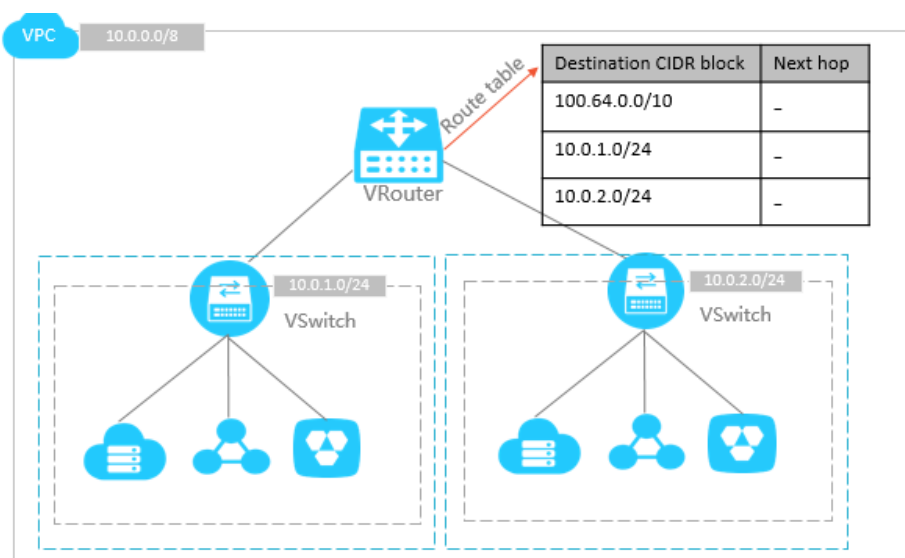 VPC
10.0.0.0/8
Route table
Destination CIDR block Next hop
100.64.0.0/10 –
10.0.1.0/24 –
10.0.2.0/24 –
VRouter
10.0.1.0/24
VSwitch
10.0.2.0/24
VSwitch